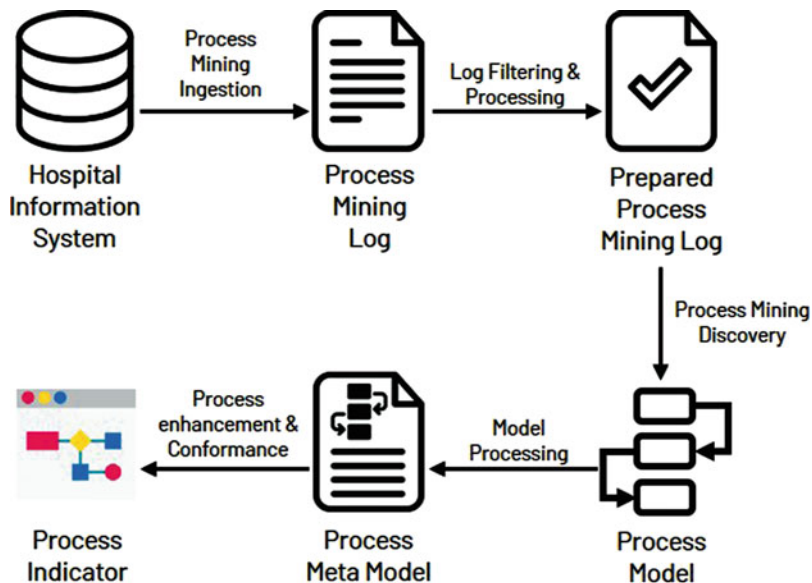 Process
Mining
Ingestion
Log Filtering &
Processing
Hospital
Information
System
Process
Mining
Log
Prepared
Process
Mining Log
Process Mining
Discovery
Process
enhancement &
Conformance
Model
Processing
Process
Indicator
Process
Meta Model
Process
Model